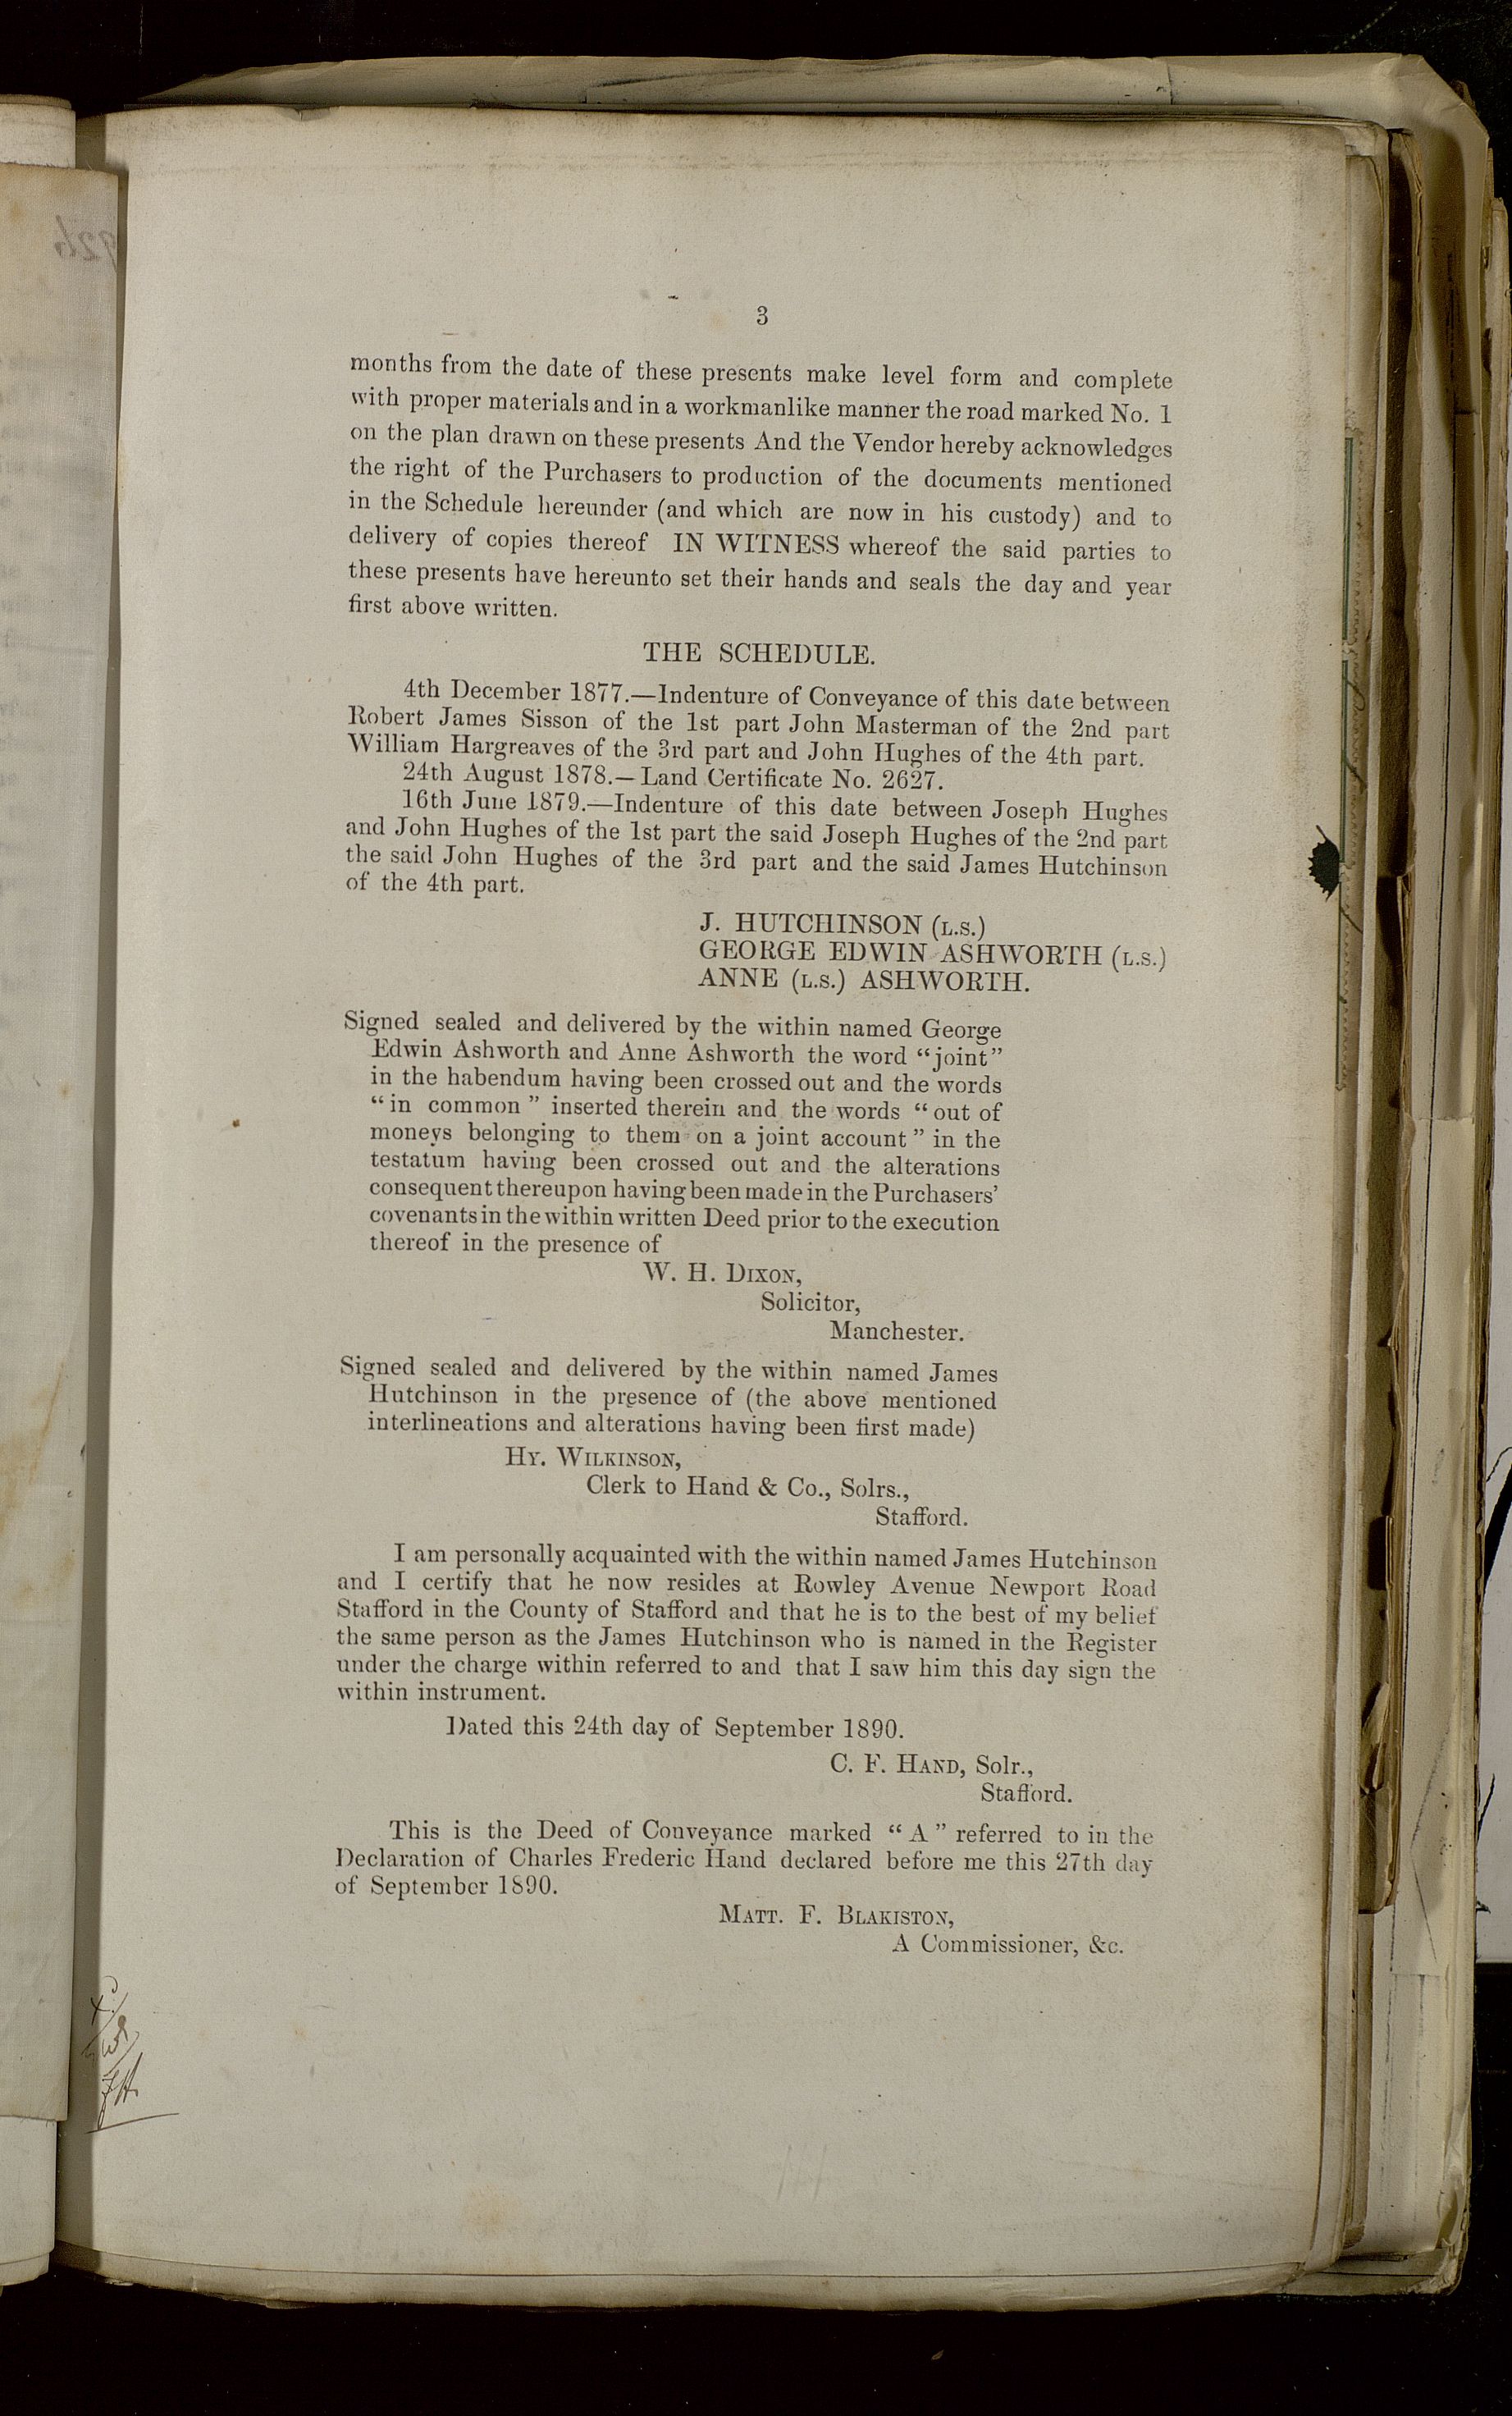 3
months from the date of these presents make level form and complete
with proper materials and in a workmanlike manner the road marked No. 1
on the plan drawn on these presents And the Vendor hereby acknowledges
the right of the Purchasers to production of the documents mentioned
in the Schedule hereunder (and which are now in his custody) and to
delivery of copies thereof IN WITNESS whereof the said parties to
these presents have hereunto set their hands and seals the day and year
first above written.
THE SCHEDULE.
4th December 1877.—Indenture of Conveyance of this date between
Robert James Sisson of the 1st part John Masterman of the 2nd part
William Hargreaves of the 3rd part and John Hughes of the 4th part.
24th August 1878.—Land Certificate No. 2627.
16th June 1879.—Indenture of this date between Joseph Hughes
and John Hughes of the 1st part the said Joseph Hughes of the 2nd part
the said John Hughes of the 3rd part and the said James Hutchinson
of the 4th part.
J. HUTCHINSON (L.S.)
GEORGE EDWIN ASHWORTH (L.S.)
ANNE (L.S.) ASHWORTH.
Signed sealed and delivered by the within named George
Edwin Ashworth and Anne Ashworth the word "joint"
in the habendum having been crossed out and the words
"in common" inserted therein and the words "out of
moneys belonging to them on a joint account" in the
testatum having been crossed out and the alterations
consequent thereupon having been made in the Purchasers'
covenants in the within written Deed prior to the execution
thereof in the presence of
W. H. DIXON,
Solicitor,
Manchester.
Signed sealed and delivered by the within named James
Hutchinson in the presence of (the above mentioned
interlineations and alterations having been first made)
HY. WILKINSON,
Clerk to Hand & Co., Solrs.,
Stafford.
I am personally acquainted with the within named James Hutchinson
and I certify that he now resides at Rowley Avenue Newport Road
Stafford in the County of Stafford and that he is to the best of my belief
the same person as the James Hutchinson who is named in the Register
under the charge within referred to and that I saw him this day sign the
within instrument.
Dated this 24th day of September 1890.
C. F. HAND, Solr.,
Stafford.
This is the Deed of Conveyance marked "A" referred to in the
Declaration of Charles Frederic Hand declared before me this 27th day
of September 1890.
MATT. F. BLAKISTON,
A Commissioner, &c.